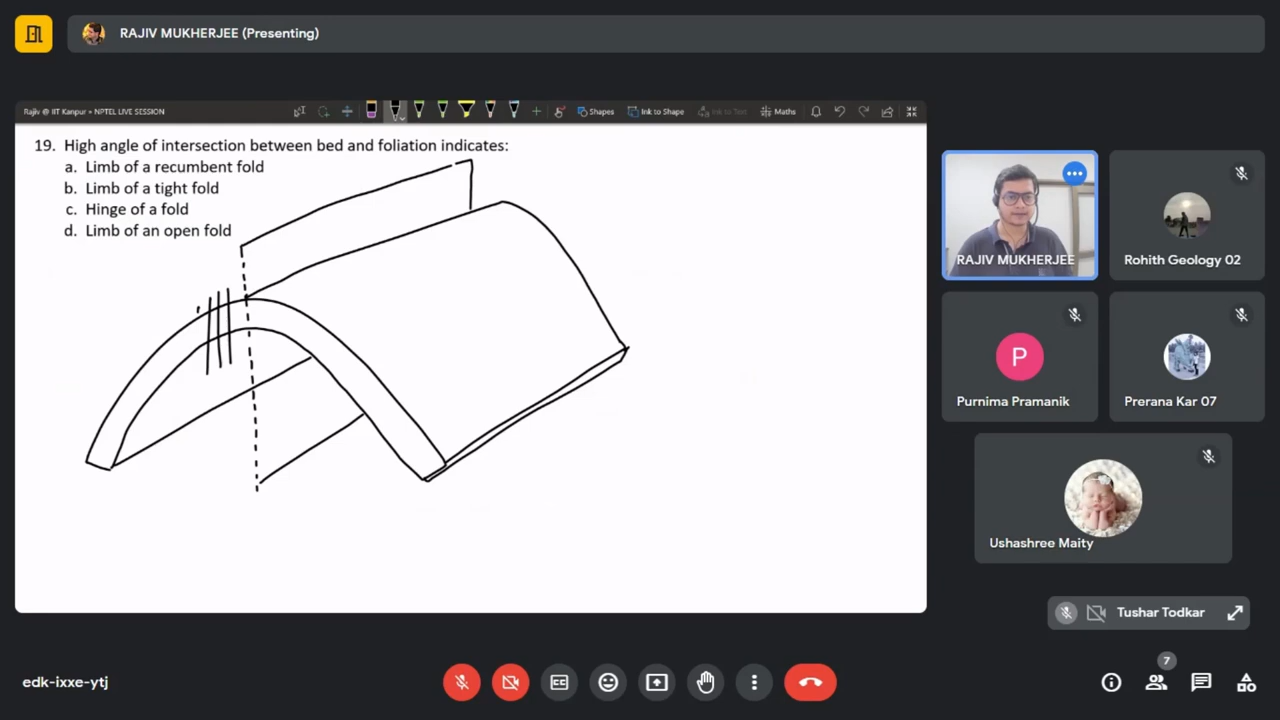 RAJIV MUKHERJEE (Presenting)
Rajiv @ IIT Kanpur » NPTEL LIVE SESSION
Shapes
Ink to Shape
Ink to Text
Maths
19. High angle of intersection between bed and foliation indicates:
a. Limb of a recumbent fold
b. Limb of a tight fold
c. Hinge of a fold
d. Limb of an open fold
RAJIV MUKHERJEE
Rohith Geology 02
P
Purnima Pramanik
Prerana Kar 07
Ushashree Maity
Tushar Todkar
edk-ixxe-ytj
CC
7